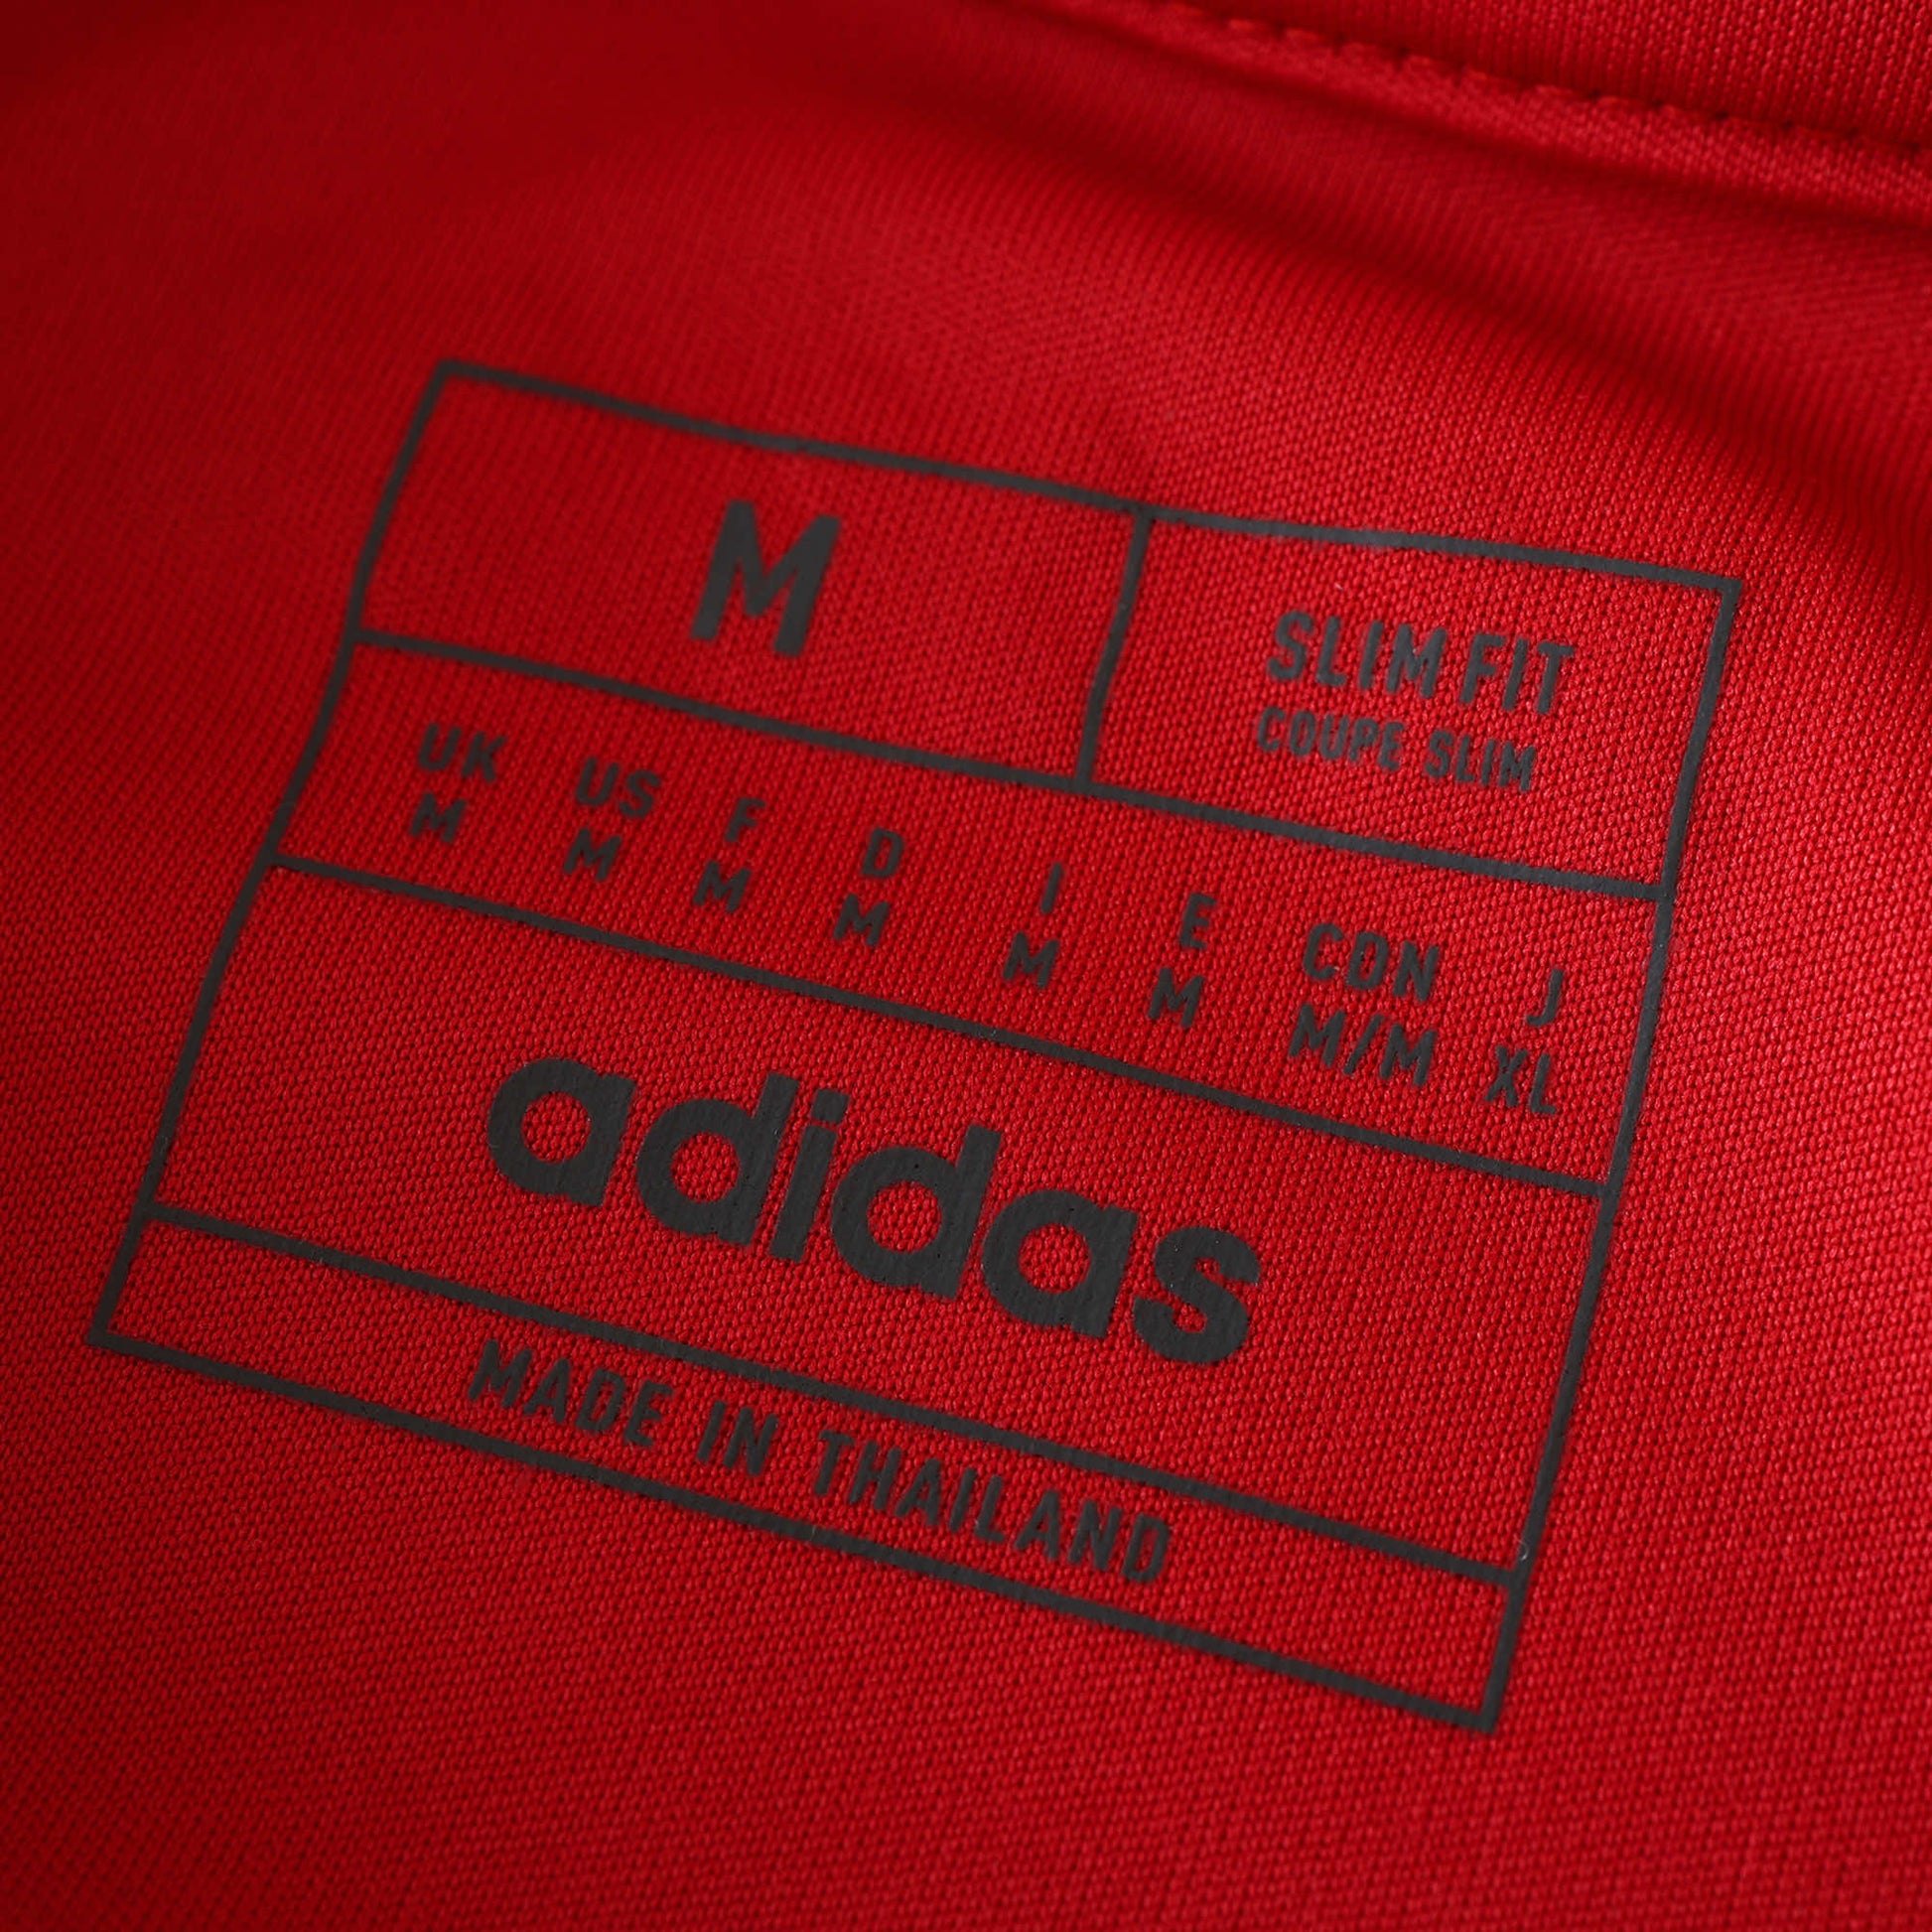 M
SLIM FIT
COUPE SLIM
UK US F D I E CDN J
M M M M M M M/M XL
adidas
MADE IN THAILAND